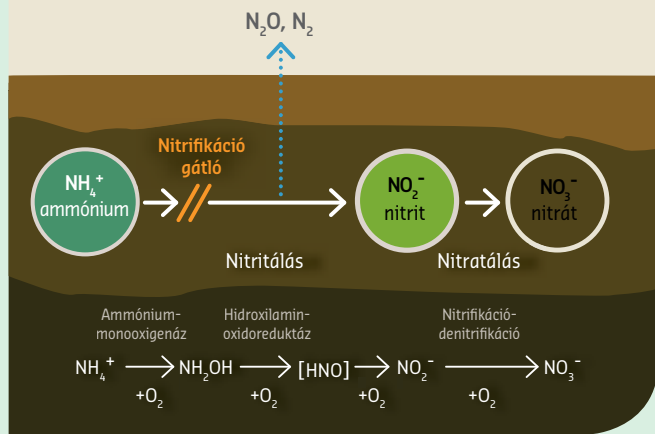 N₂O, N₂
Nitrifikáció
gátló
NH₄⁺
ammónium
NO₂⁻
nitrit
NO₃⁻
nitrát
Nitritálás
Nitratálás
Ammónium-
monooxigenáz
Hidroxilamin-
oxidoreduktáz
Nitrifikáció-
denitrifikáció
NH₄⁺ → NH₂OH → [HNO] → NO₂⁻ → NO₃⁻
+O₂ +O₂ +O₂ +O₂